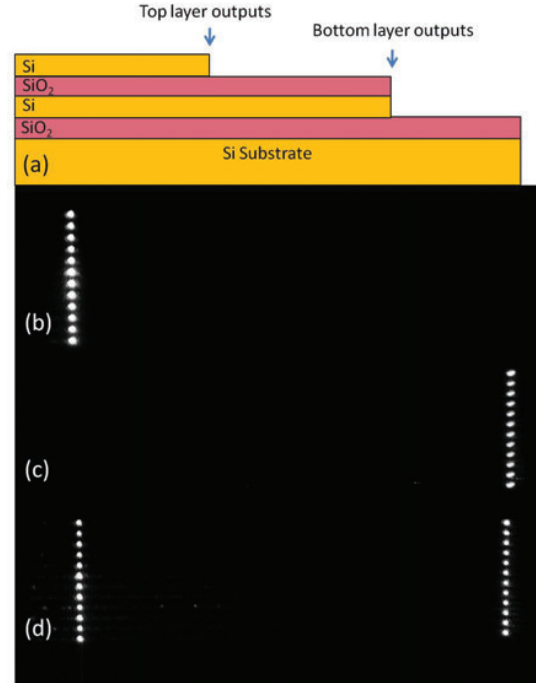 Top layer outputs
Bottom layer outputs
Si
SiO₂
Si
SiO₂
Si Substrate
(a)
(b)
(c)
(d)